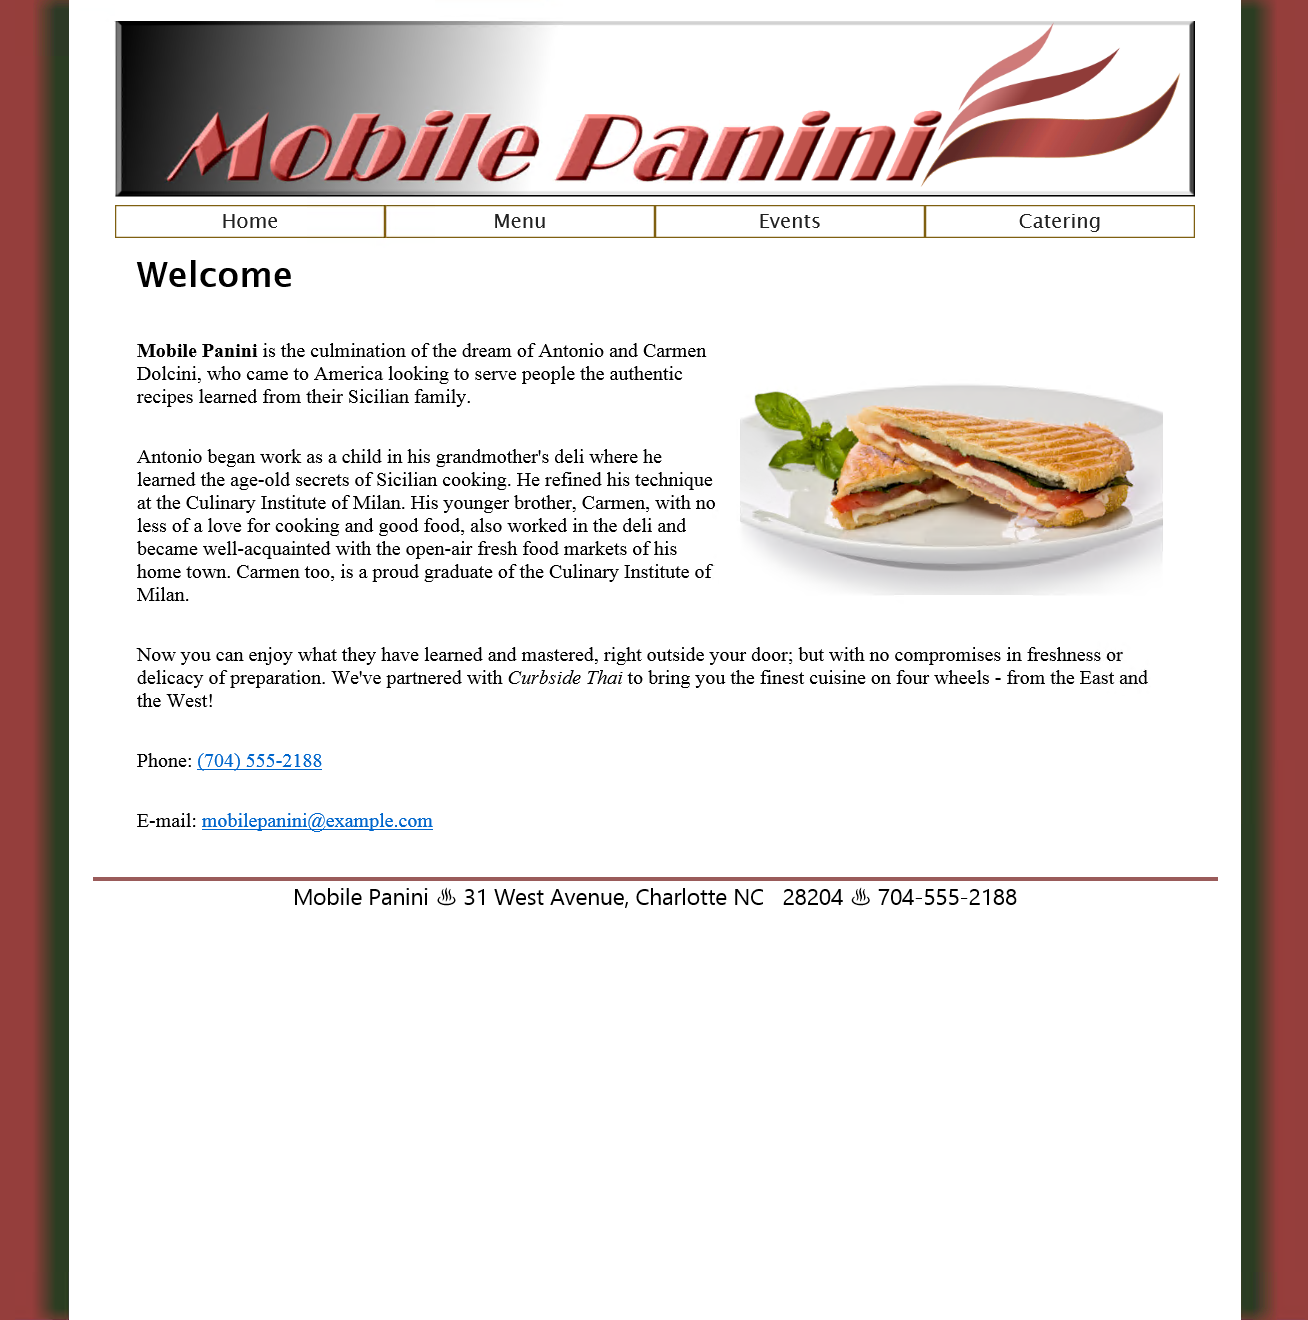 Mobile Panini
Home Menu Events Catering
Welcome
Mobile Panini is the culmination of the dream of Antonio and Carmen
Dolcini, who came to America looking to serve people the authentic
recipes learned from their Sicilian family.
Antonio began work as a child in his grandmother's deli where he
learned the age-old secrets of Sicilian cooking. He refined his technique
at the Culinary Institute of Milan. His younger brother, Carmen, with no
less of a love for cooking and good food, also worked in the deli and
became well-acquainted with the open-air fresh food markets of his
home town. Carmen too, is a proud graduate of the Culinary Institute of
Milan.
Now you can enjoy what they have learned and mastered, right outside your door; but with no compromises in freshness or
delicacy of preparation. We've partnered with Curbside Thai to bring you the finest cuisine on four wheels - from the East and
the West!
Phone: (704) 555-2188
E-mail: mobilepanini@example.com
Mobile Panini ♨ 31 West Avenue, Charlotte NC 28204 ♨ 704-555-2188